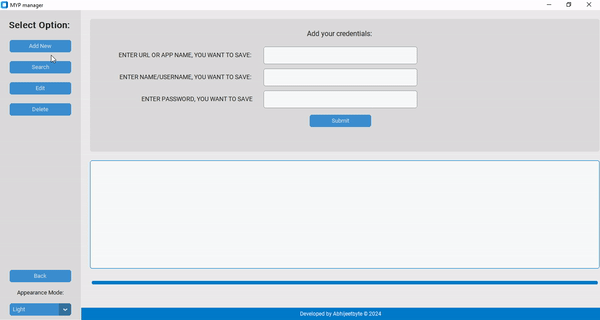 MYP manager
Select Option:
Add New
Search
Edit
Delete
Back
Appearance Mode:
Light
Add your credentials:
ENTER URL OR APP NAME, YOU WANT TO SAVE:
ENTER NAME/USERNAME, YOU WANT TO SAVE:
ENTER PASSWORD, YOU WANT TO SAVE
Submit
Developed by Abhijeetbyte © 2024